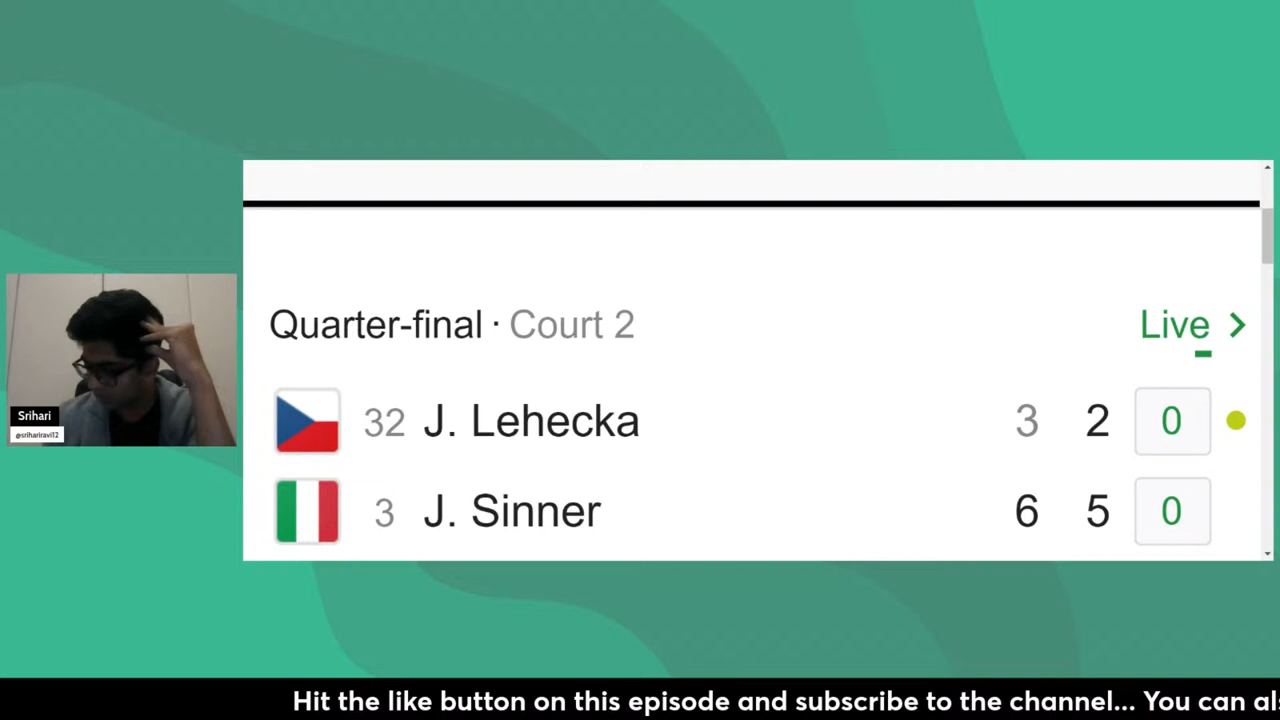 Quarter-final · Court 2
Live
32 J. Lehecka 3 2 0
3 J. Sinner 6 5 0
Srihari
@srihariravi12
Hit the like button on this episode and subscribe to the channel... You can al